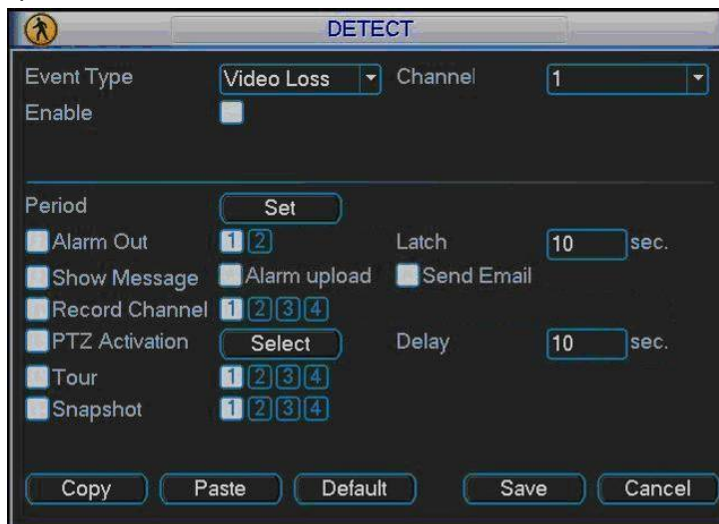 DETECT
Event Type Video Loss Channel 1
Enable
Period Set
Alarm Out 1 2 Latch 10 sec.
Show Message Alarm upload Send Email
Record Channel 1 2 3 4
PTZ Activation Select Delay 10 sec.
Tour 1 2 3 4
Snapshot 1 2 3 4
Copy Paste Default Save Cancel